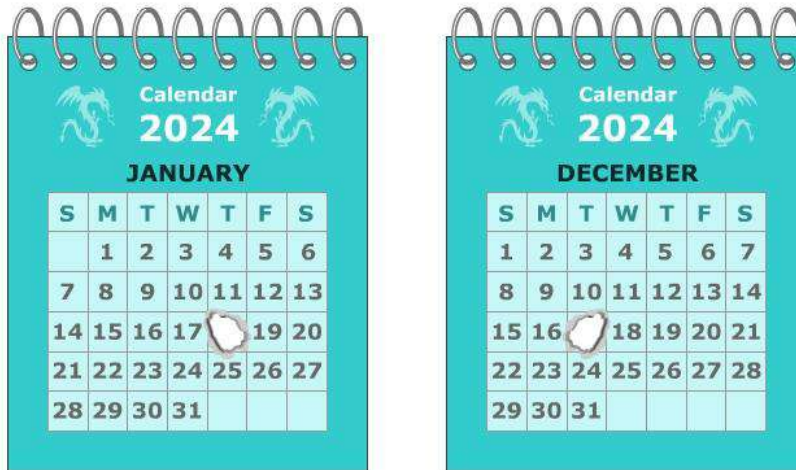 Calendar
2024
JANUARY
S M T W T F S
1 2 3 4 5 6
7 8 9 10 11 12 13
14 15 16 17 19 20
21 22 23 24 25 26 27
28 29 30 31
Calendar
2024
DECEMBER
S M T W T F S
1 2 3 4 5 6 7
8 9 10 11 12 13 14
15 16 18 19 20 21
22 23 24 25 26 27 28
29 30 31